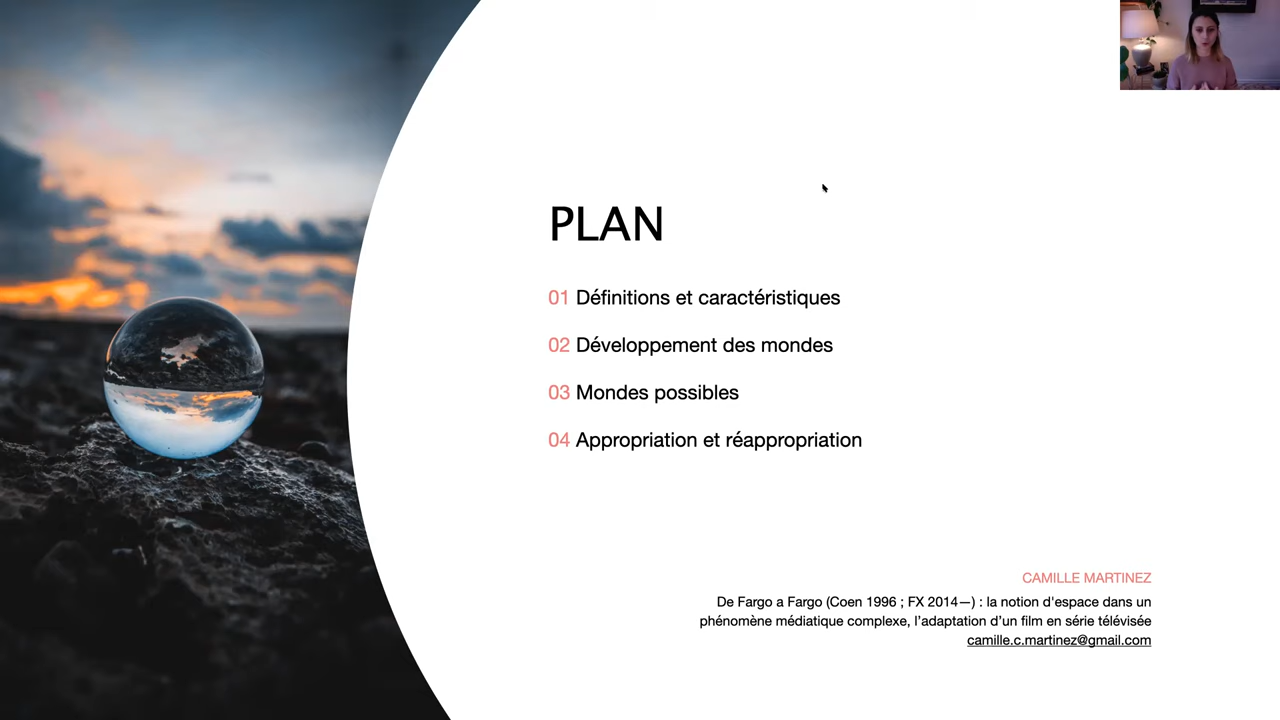 PLAN
01 Définitions et caractéristiques
02 Développement des mondes
03 Mondes possibles
04 Appropriation et réappropriation
CAMILLE MARTINEZ
De Fargo a Fargo (Coen 1996 ; FX 2014—) : la notion d'espace dans un
phénomène médiatique complexe, l’adaptation d’un film en série télévisée
camille.c.martinez@gmail.com